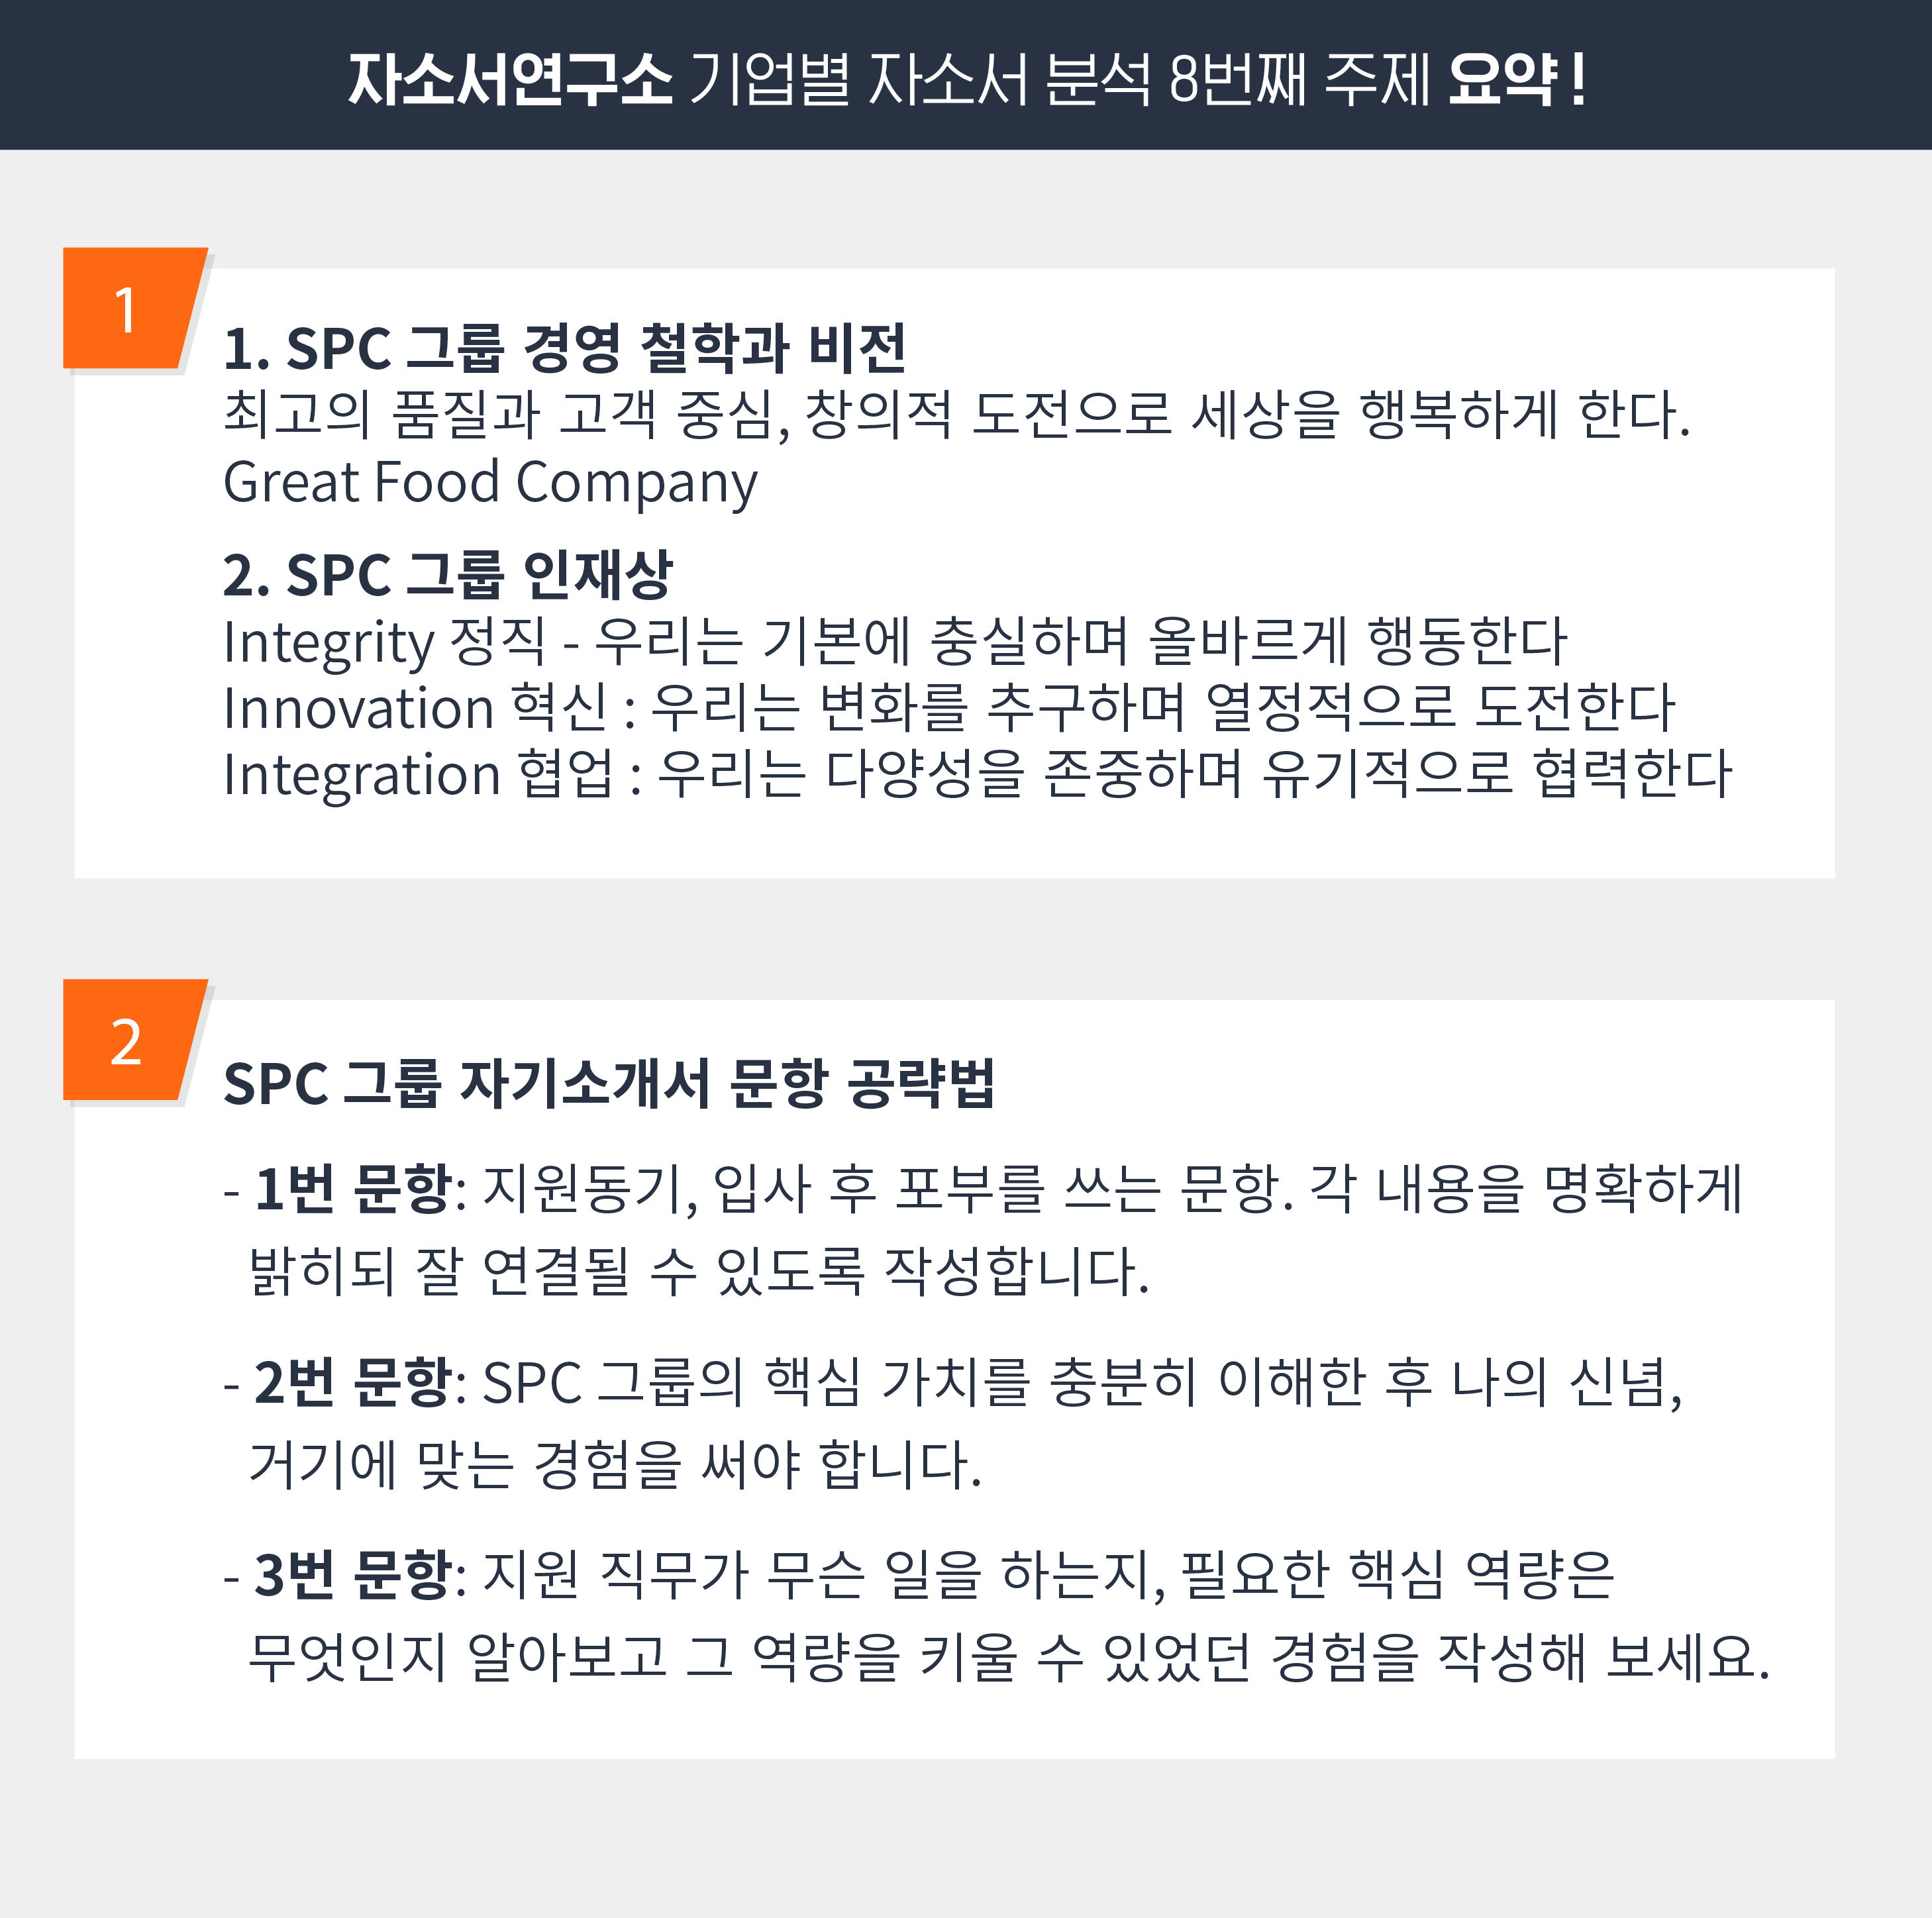 자소서연구소 기업별 자소서 분석 8번째 주제 요약!
1
1. SPC 그룹 경영 철학과 비전
최고의 품질과 고객 중심, 창의적 도전으로 세상을 행복하게 한다.
Great Food Company
2. SPC 그룹 인재상
Integrity 정직 - 우리는 기본에 충실하며 올바르게 행동한다
Innovation 혁신 : 우리는 변화를 추구하며 열정적으로 도전한다
Integration 협업 : 우리는 다양성을 존중하며 유기적으로 협력한다
2
SPC 그룹 자기소개서 문항 공략법
- 1번 문항: 지원동기, 입사 후 포부를 쓰는 문항. 각 내용을 명확하게
밝히되 잘 연결될 수 있도록 작성합니다.
- 2번 문항: SPC 그룹의 핵심 가치를 충분히 이해한 후 나의 신념,
거기에 맞는 경험을 써야 합니다.
- 3번 문항: 지원 직무가 무슨 일을 하는지, 필요한 핵심 역량은
무엇인지 알아보고 그 역량을 키울 수 있었던 경험을 작성해 보세요.